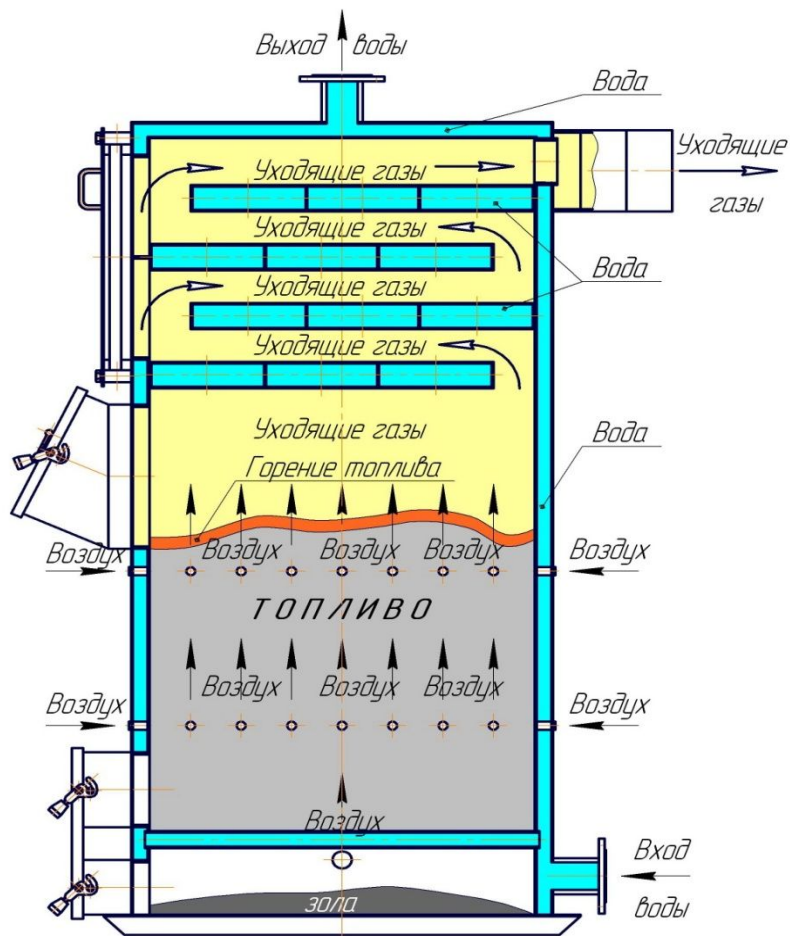 Выход воды
Вода
Уходящие газы
Уходящие
газы
Уходящие газы
Вода
Уходящие газы
Уходящие газы
Уходящие газы
Вода
Горение топлива
Воздух
Воздух
Воздух
Воздух
Воздух
ТОПЛИВО
Воздух
Воздух
Воздух
Воздух
Воздух
Воздух
Вход
воды
зола